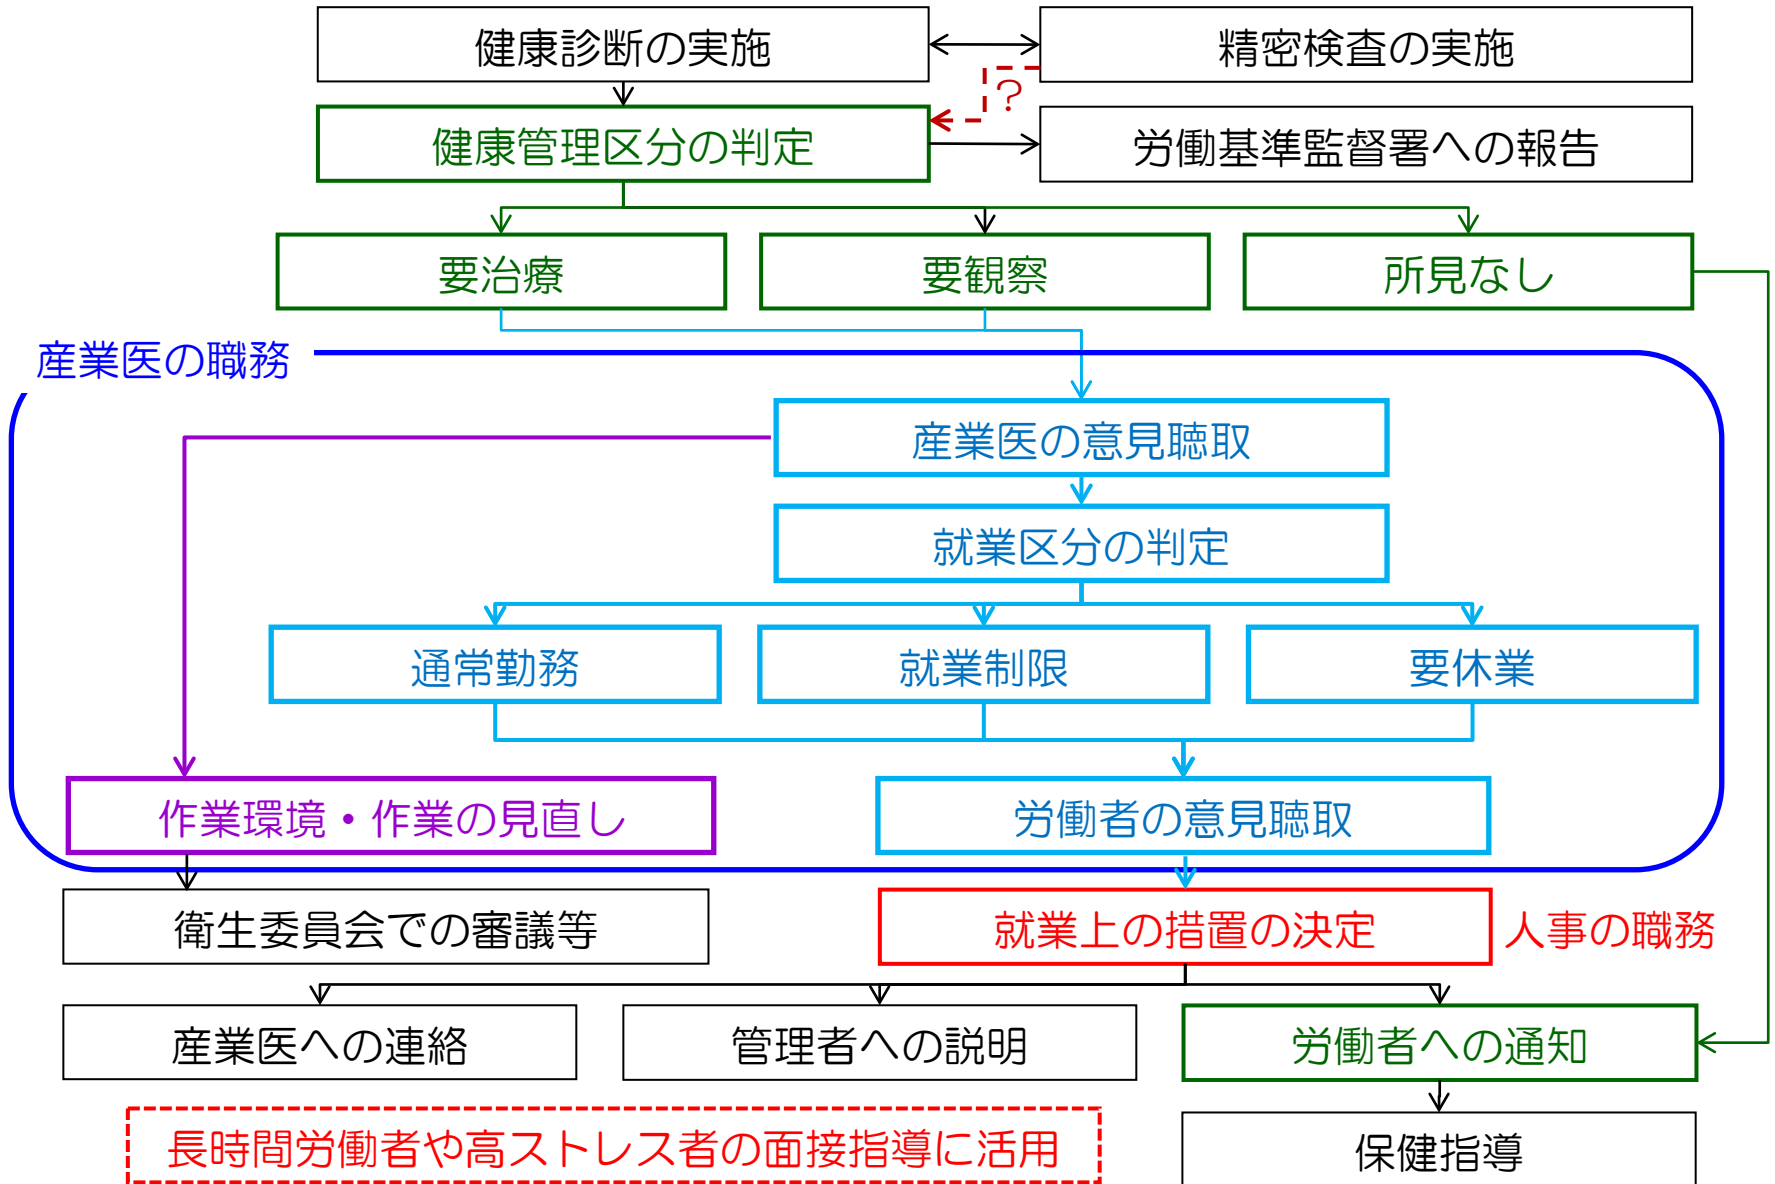 健康診断の実施
精密検査の実施
?
健康管理区分の判定
労働基準監督署への報告
要治療
要観察
所見なし
産業医の職務
産業医の意見聴取
就業区分の判定
通常勤務
就業制限
要休業
作業環境・作業の見直し
労働者の意見聴取
衛生委員会での審議等
就業上の措置の決定
人事の職務
産業医への連絡
管理者への説明
労働者への通知
長時間労働者や高ストレス者の面接指導に活用
保健指導